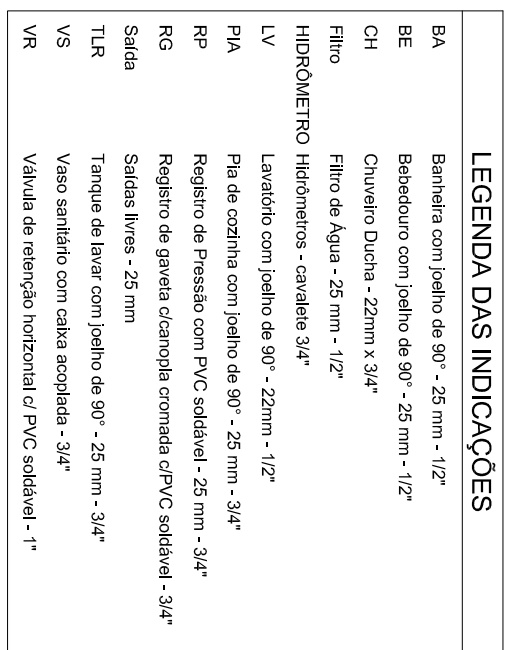 LEGENDA DAS INDICAÇÕES
BA Banheira com joelho de 90° - 25 mm - 1/2"
BE Bebedouro com joelho de 90° - 25 mm - 1/2"
CH Chuveiro Ducha - 22mm x 3/4"
Filtro Filtro de Água - 25 mm - 1/2"
HIDRÔMETRO Hidrômetros - cavalete 3/4"
LV Lavatório com joelho de 90° - 22mm - 1/2"
PIA Pia de cozinha com joelho de 90° - 25 mm - 3/4"
RP Registro de Pressão com PVC soldável - 25 mm - 3/4"
RG Registro de gaveta c/canopla cromada c/PVC soldável - 3/4"
Saída Saídas livres - 25 mm
TLR Tanque de lavar com joelho de 90° - 25 mm - 3/4"
VS Vaso sanitário com caixa acoplada - 3/4"
VR Válvula de retenção horizontal c/ PVC soldável - 1"